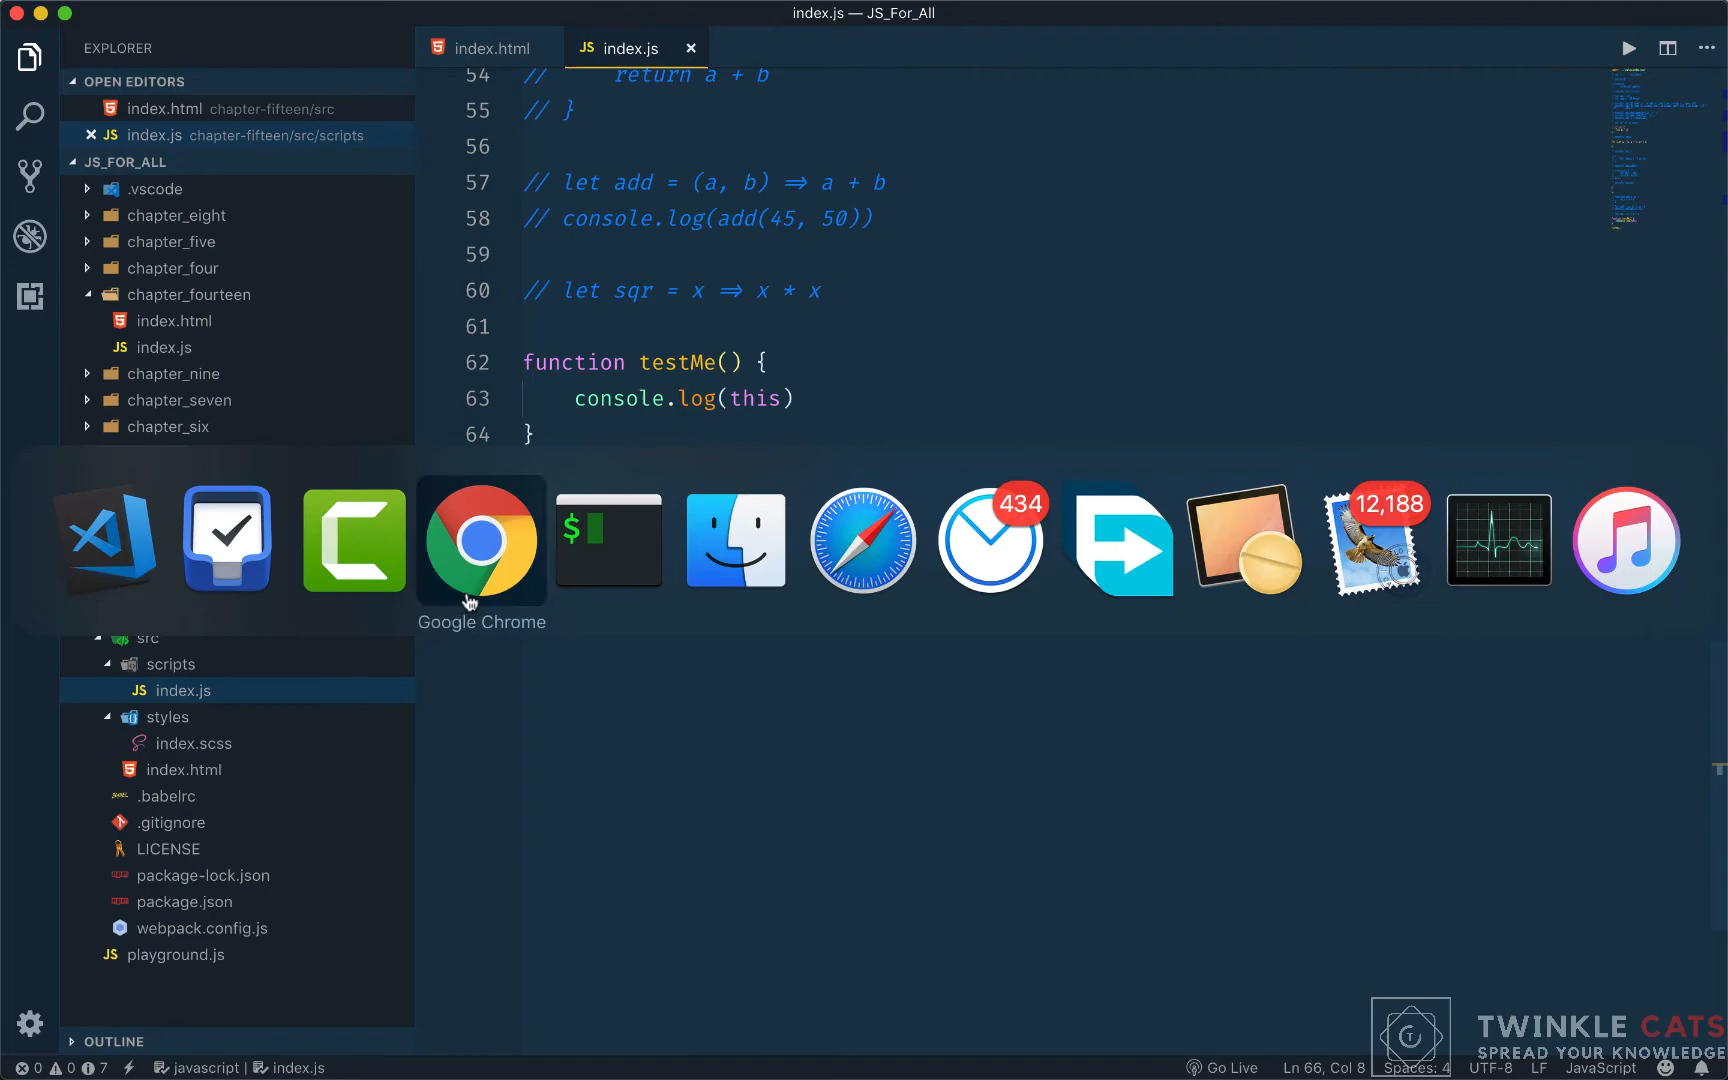 index.js — JS_For_All
EXPLORER
OPEN EDITORS
index.html chapter-fifteen/src
JS index.js chapter-fifteen/src/scripts
JS_FOR_ALL
.vscode
chapter_eight
chapter_five
chapter_four
chapter_fourteen
index.html
JS index.js
chapter_nine
chapter_seven
chapter_six
src
scripts
JS index.js
styles
index.scss
index.html
.babelrc
.gitignore
LICENSE
package-lock.json
package.json
webpack.config.js
JS playground.js
OUTLINE
index.html
JS index.js
54 // return a + b
55 // }
56
57 // let add = (a, b) => a + b
58 // console.log(add(45, 50))
59
60 // let sqr = x => x * x
61
62 function testMe() {
63 console.log(this)
64 }
$
434
12,188
Google Chrome
TWINKLE CATS
SPREAD YOUR KNOWLEDGE
0 0 7 javascript | index.js
Go Live Ln 66, Col 8 Spaces: 4 UTF-8 LF JavaScript